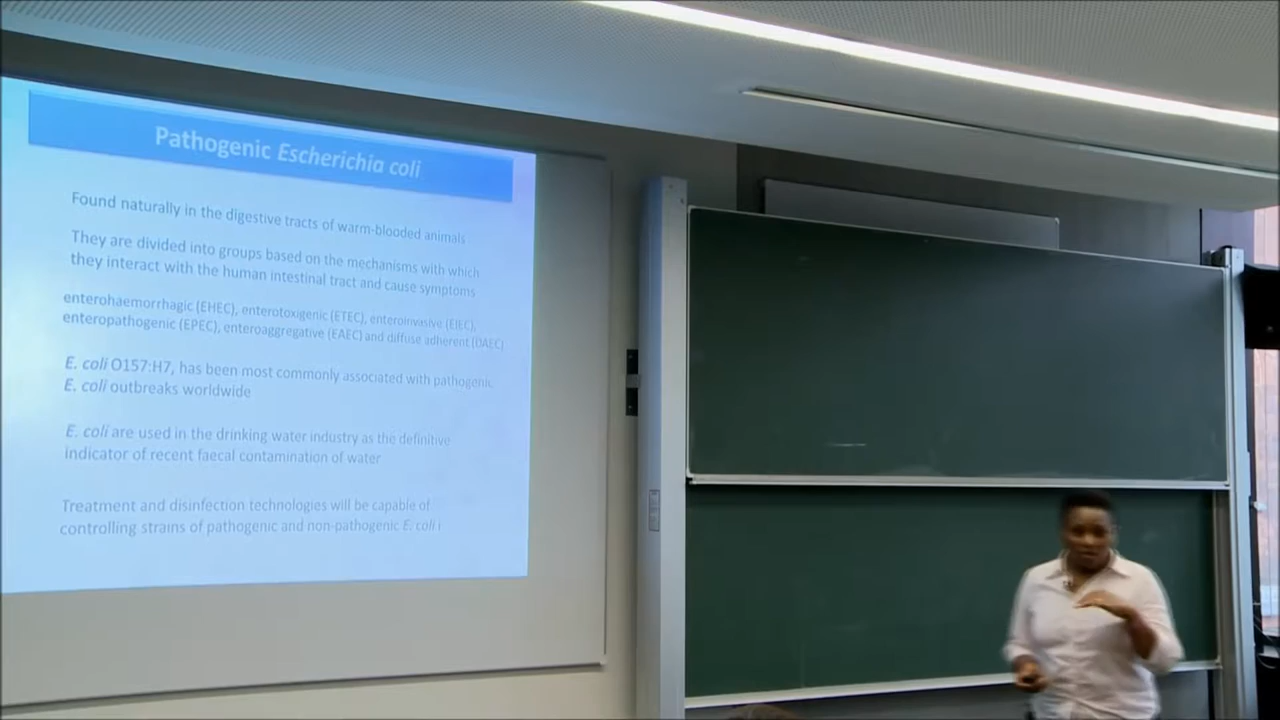 Pathogenic Escherichia coli
Found naturally in the digestive tracts of warm-blooded animals
They are divided into groups based on the mechanisms with which
they interact with the human intestinal tract and cause symptoms
enterohaemorrhagic (EHEC), enterotoxigenic (ETEC), enteroinvasive (EIEC),
enteropathogenic (EPEC), enteroaggregative (EAEC) and diffuse adherent (DAEC)
E. coli O157:H7, has been most commonly associated with pathogenic
E. coli outbreaks worldwide
E. coli are used in the drinking water industry as the definitive
indicator of recent faecal contamination of water
Treatment and disinfection technologies will be capable of
controlling strains of pathogenic and non-pathogenic E. coli i